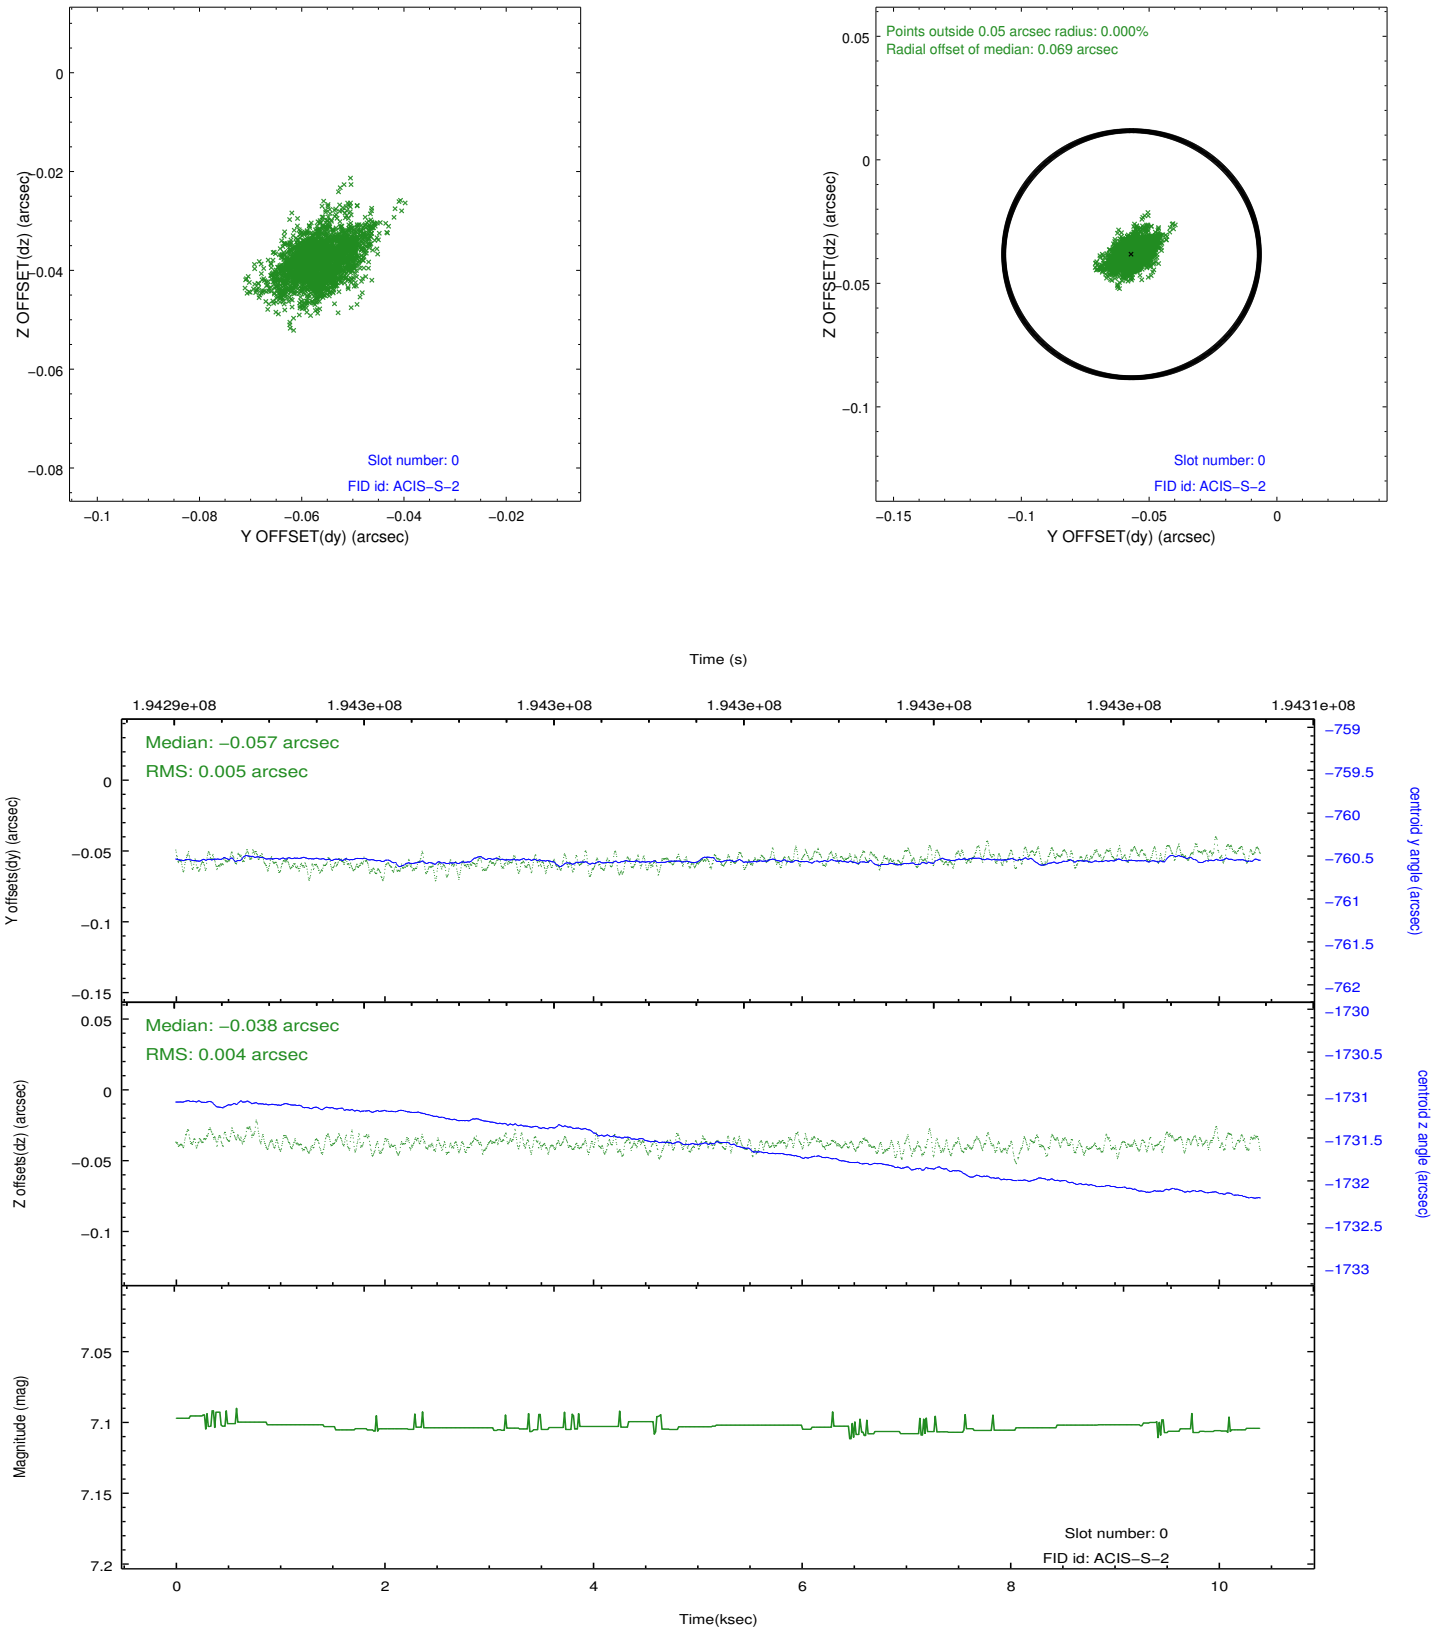 0
−0.02
−0.04
−0.06
−0.08
Z OFFSET(dz) (arcsec)
Slot number: 0
FID id: ACIS−S−2
−0.1
−0.08
−0.06
−0.04
−0.02
Y OFFSET(dy) (arcsec)
Points outside 0.05 arcsec radius: 0.000%
Radial offset of median: 0.069 arcsec
0.05
0
−0.05
−0.1
Z OFFSET(dz) (arcsec)
Slot number: 0
FID id: ACIS−S−2
−0.15
−0.1
−0.05
0
Y OFFSET(dy) (arcsec)
Time (s)
1.9429e+08
1.943e+08
1.943e+08
1.943e+08
1.943e+08
1.943e+08
1.9431e+08
Median: −0.057 arcsec
RMS: 0.005 arcsec
0
−0.05
−0.1
−0.15
Y offsets(dy) (arcsec)
−759
−759.5
−760
−760.5
−761
−761.5
−762
centroid y angle (arcsec)
Median: −0.038 arcsec
RMS: 0.004 arcsec
0.05
0
−0.05
−0.1
Z offsets(dz) (arcsec)
−1730
−1730.5
−1731
−1731.5
−1732
−1732.5
−1733
centroid z angle (arcsec)
7.05
7.1
7.15
7.2
Magnitude (mag)
Slot number: 0
FID id: ACIS−S−2
0
2
4
6
8
10
Time(ksec)